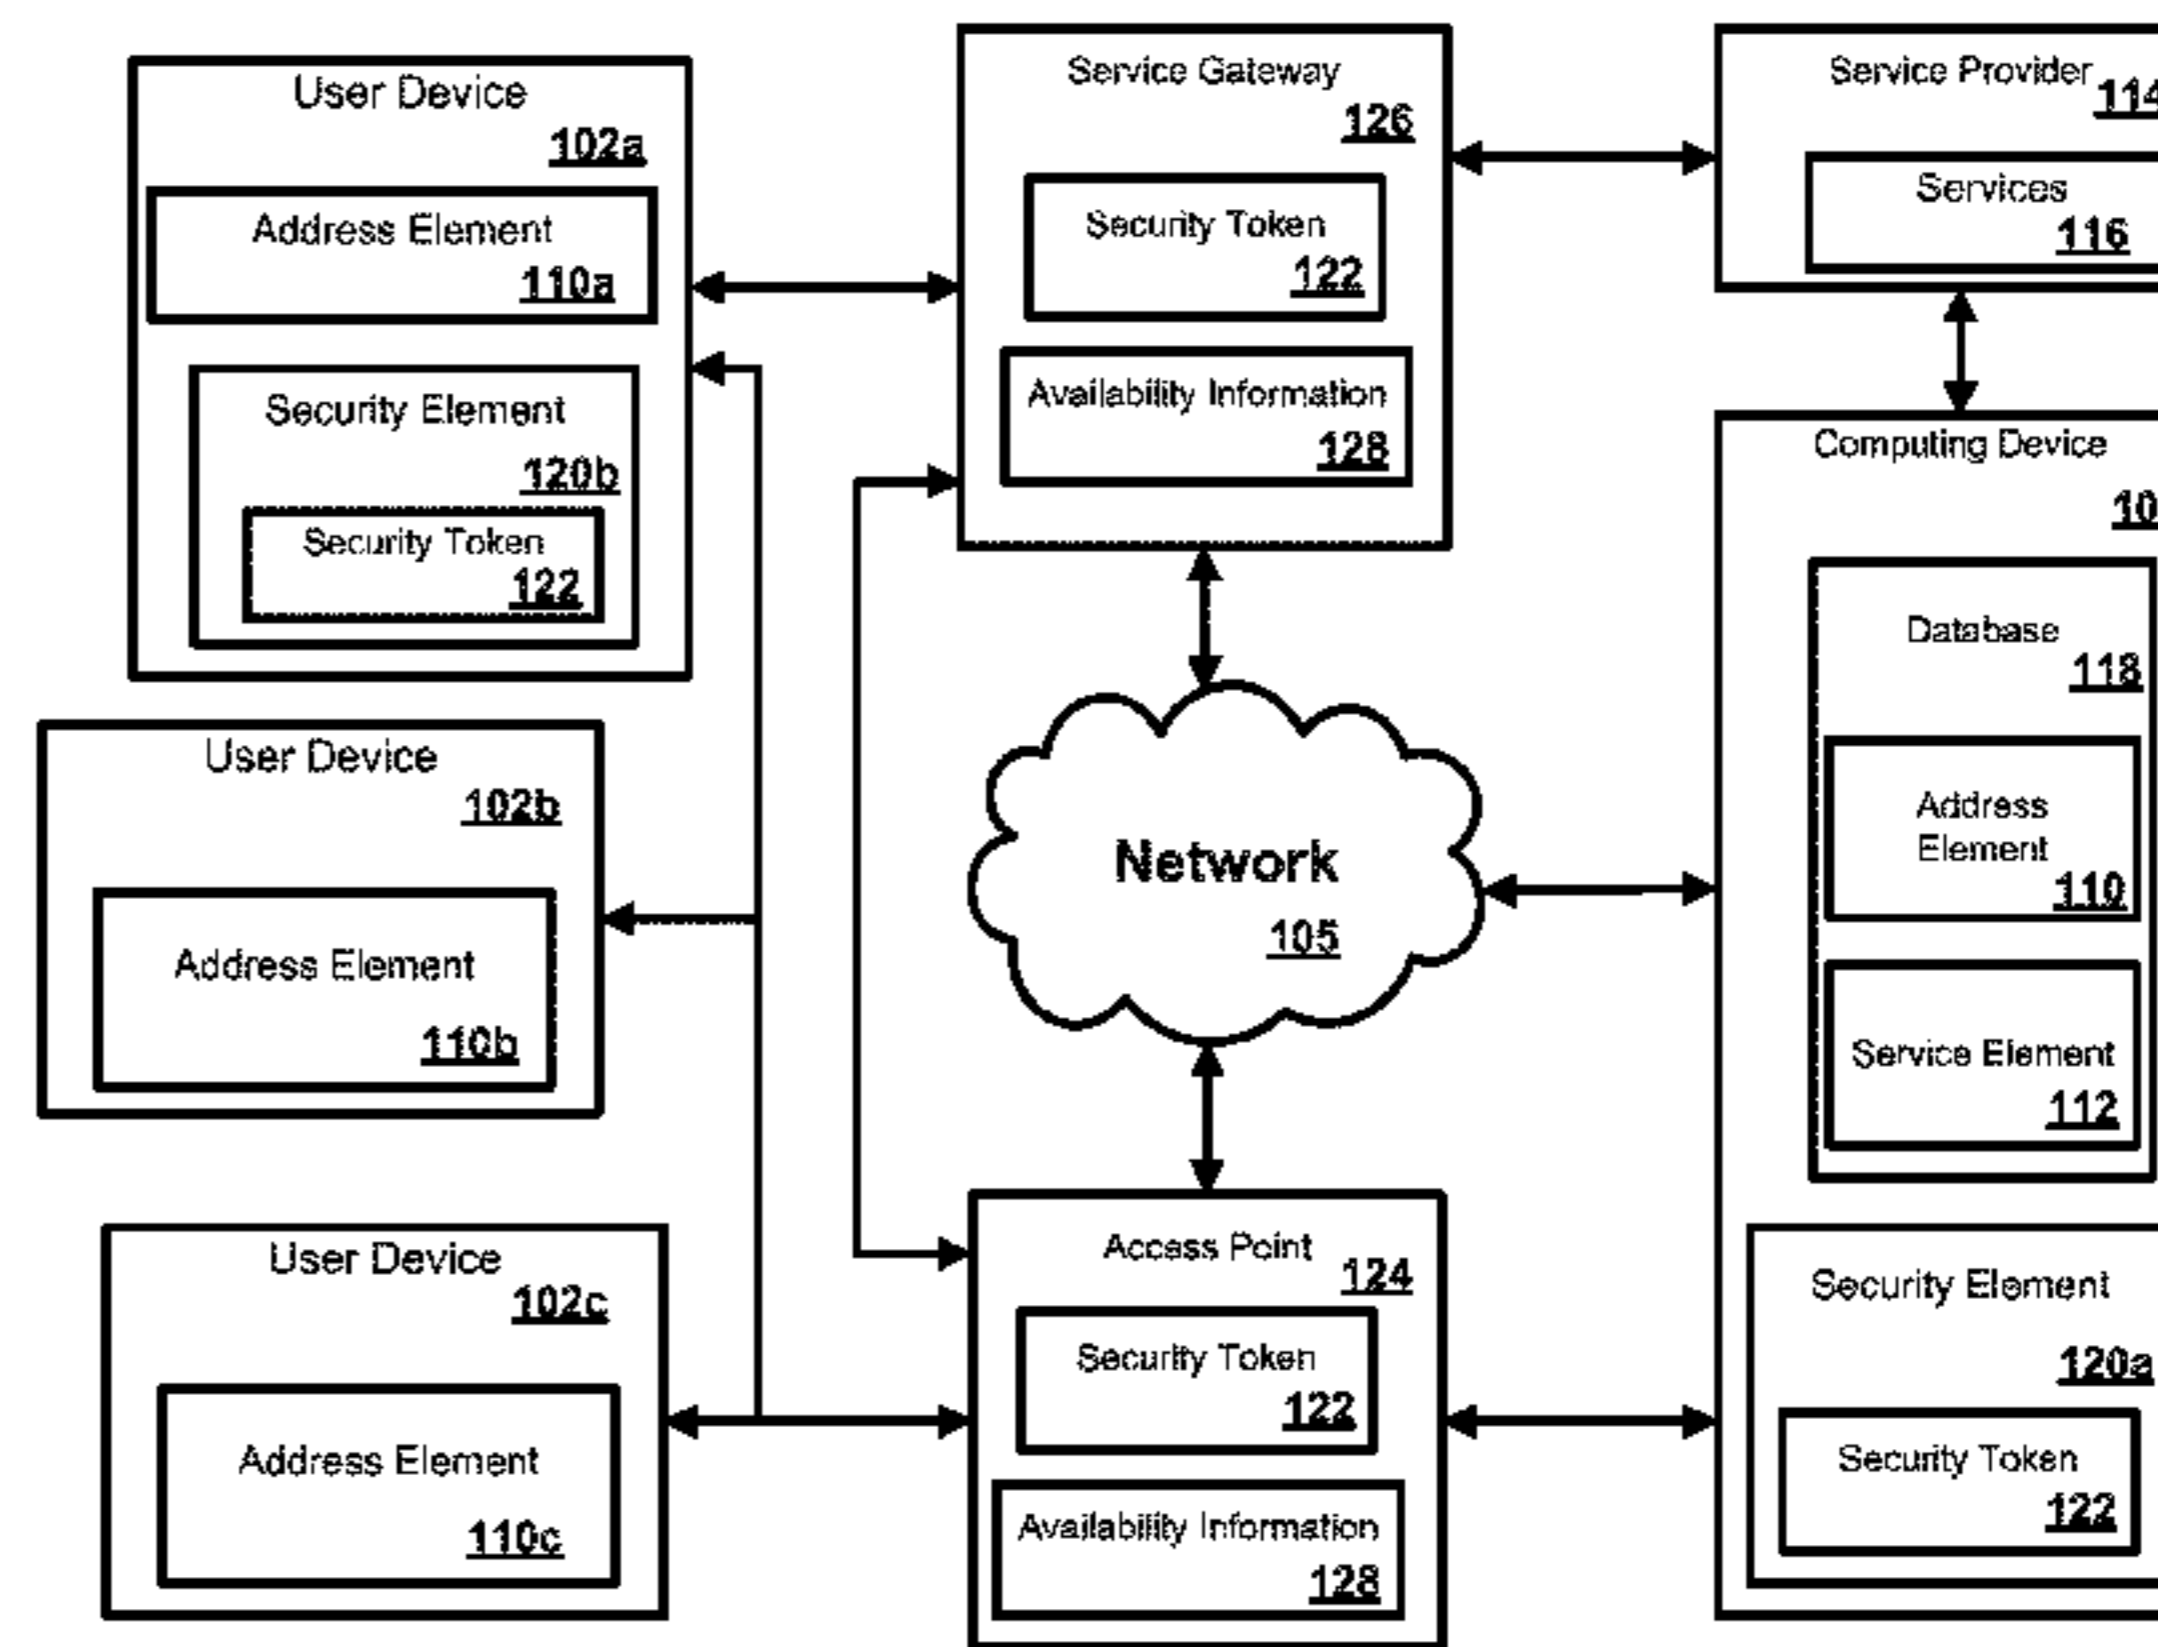 User Device
102a
Address Element
110a
Security Element
120b
Security Token
122
User Device
102b
Address Element
110b
User Device
102c
Address Element
110c
Service Gateway
126
Security Token
122
Availability Information
128
Network
105
Access Point
124
Security Token
122
Availability Information
128
Service Provider
114
Services
116
Computing Device
10
Database
118
Address
Element
110
Service Element
112
Security Element
120a
Security Token
122